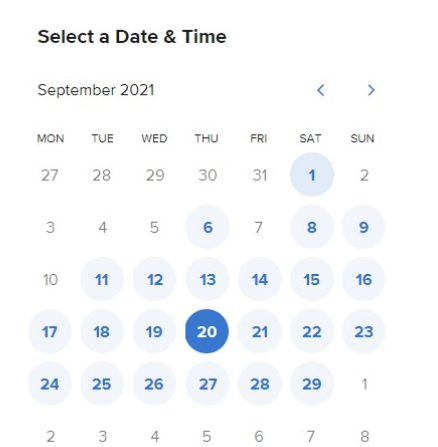 Select a Date & Time
September 2021
MON TUE WED THU FRI SAT SUN
27 28 29 30 31 1 2
3 4 5 6 7 8 9
10 11 12 13 14 15 16
17 18 19 20 21 22 23
24 25 26 27 28 29 1
2 3 4 5 6 7 8